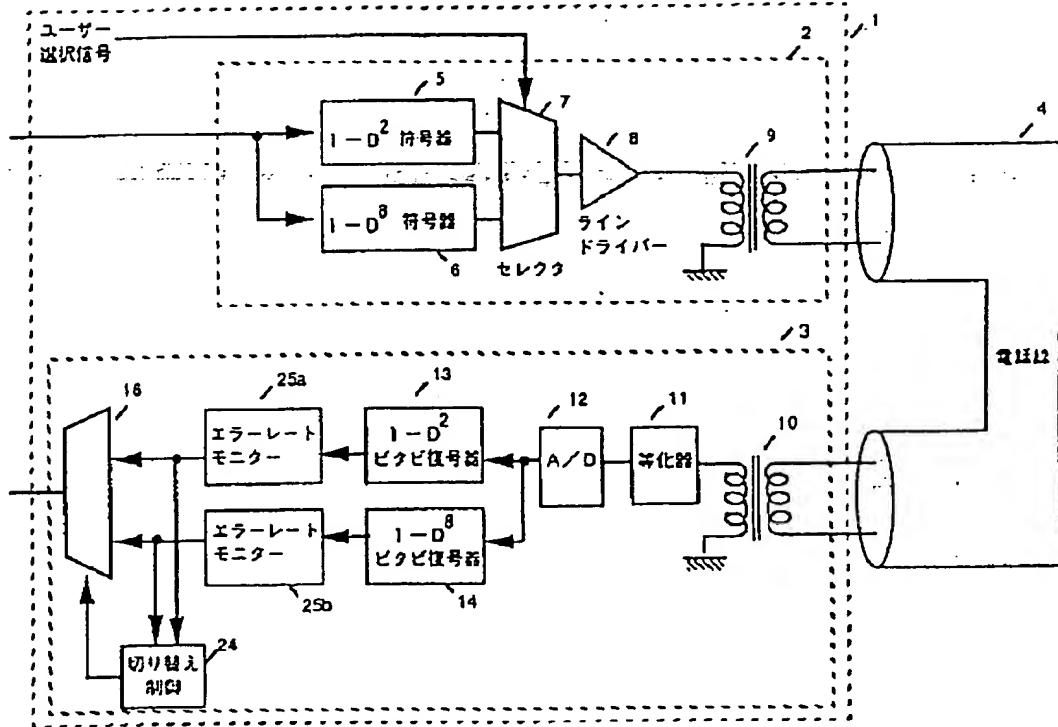 ユーザー
選択信号
1
2
5
1－D² 符号器
7
8
9
4
1－D⁸ 符号器
6
セレクタ
ライン
ドライバー
3
電話線
16
25a
エラーレート
モニター
13
1－D²
ビタビ復号器
12
A／D
11
等化器
10
エラーレート
モニター
25b
1－D⁸
ビタビ復号器
14
24
切り替え
制御